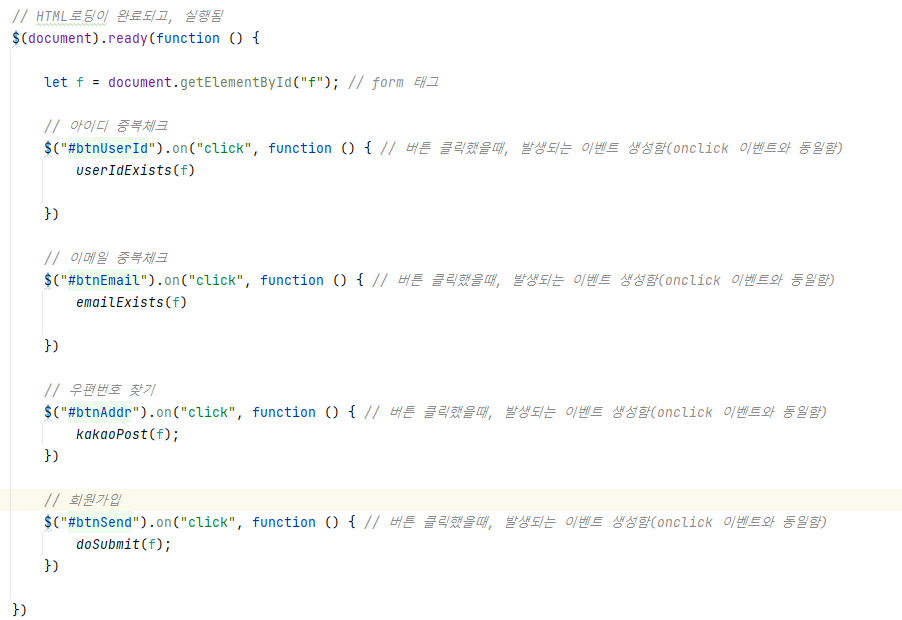 // HTML로딩이 완료되고, 실행됨
$(document).ready(function () {
let f = document.getElementById("f"); // form 태그
// 아이디 중복체크
$("#btnUserId").on("click", function () { // 버튼 클릭했을때, 발생되는 이벤트 생성함(onclick 이벤트와 동일함)
userIdExists(f)
})
// 이메일 중복체크
$("#btnEmail").on("click", function () { // 버튼 클릭했을때, 발생되는 이벤트 생성함(onclick 이벤트와 동일함)
emailExists(f)
})
// 우편번호 찾기
$("#btnAddr").on("click", function () { // 버튼 클릭했을때, 발생되는 이벤트 생성함(onclick 이벤트와 동일함)
kakaoPost(f);
})
// 회원가입
$("#btnSend").on("click", function () { // 버튼 클릭했을때, 발생되는 이벤트 생성함(onclick 이벤트와 동일함)
doSubmit(f);
})
})